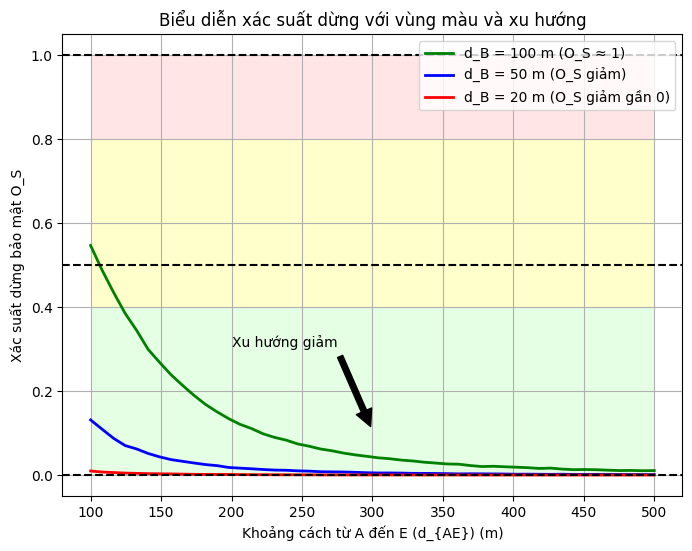 Biểu diễn xác suất dừng với vùng màu và xu hướng
d_B = 100 m (O_S ≈ 1)
d_B = 50 m (O_S giảm)
d_B = 20 m (O_S giảm gần 0)
Xác suất dừng bảo mật O_S
1.0
0.8
0.6
0.4
0.2
0.0
Xu hướng giảm
100 150 200 250 300 350 400 450 500
Khoảng cách từ A đến E (d_{AE}) (m)